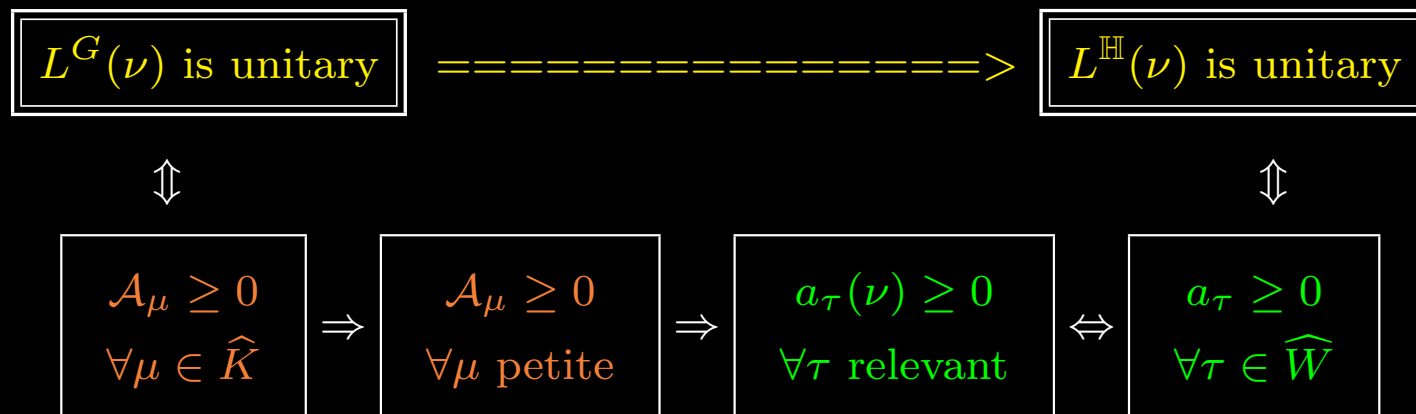 L^G(ν) is unitary ================> L^ℍ(ν) is unitary
⇕ ⇕
𝒜_μ ≥ 0 𝒜_μ ≥ 0 a_τ(ν) ≥ 0 a_τ ≥ 0
⇒ ⇒ ⇔
∀μ ∈ K̂ ∀μ petite ∀τ relevant ∀τ ∈ Ŵ